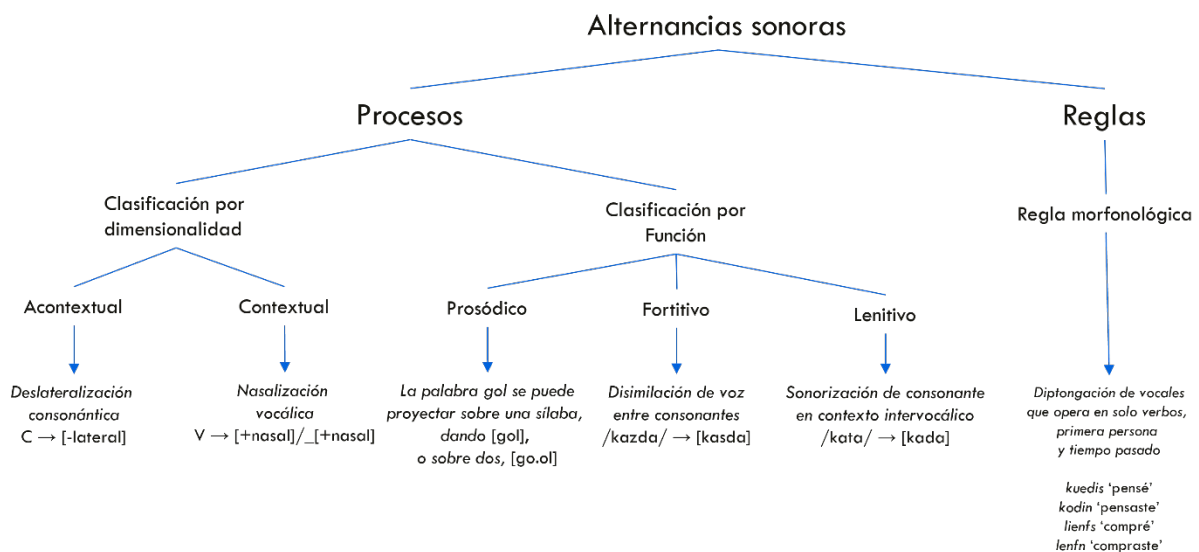 Alternancias sonoras
Procesos
Reglas
Clasificación por
dimensionalidad
Clasificación por
Función
Regla morfonológica
Acontextual
Contextual
Prosódico
Fortitivo
Lenitivo
Deslateralización
consonántica
C → [-lateral]
Nasalización
vocálica
V → [+nasal]/_[+nasal]
La palabra gol se puede
proyectar sobre una sílaba,
dando [gol],
o sobre dos, [go.ol]
Disimilación de voz
entre consonantes
/kazda/ → [kasda]
Sonorización de consonante
en contexto intervocálico
/kata/ → [kada]
Diptongación de vocales
que opera en solo verbos,
primera persona
y tiempo pasado
kuedis ‘pensé’
kodin ‘pensaste’
lienfs ‘compré’
lenfn ‘compraste’